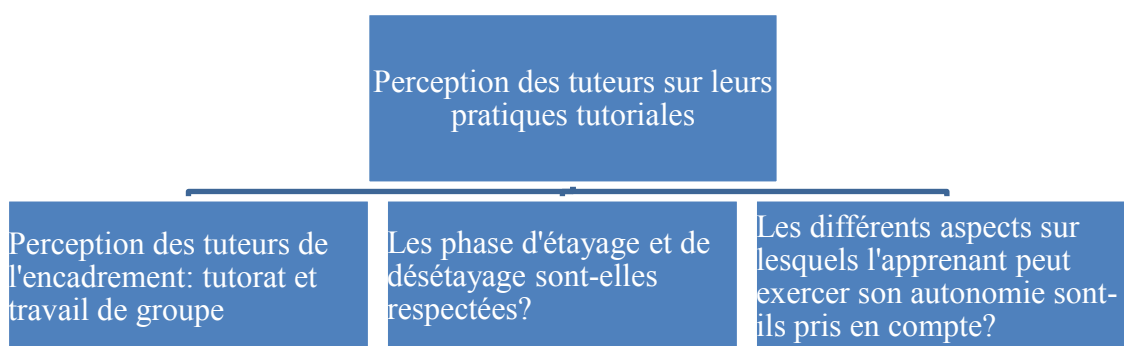 Perception des tuteurs sur leurs
pratiques tutoriales
Perception des tuteurs de
l'encadrement: tutorat et
travail de groupe
Les phase d'étayage et de
désétayage sont-elles
respectées?
Les différents aspects sur
lesquels l'apprenant peut
exercer son autonomie sont-
ils pris en compte?